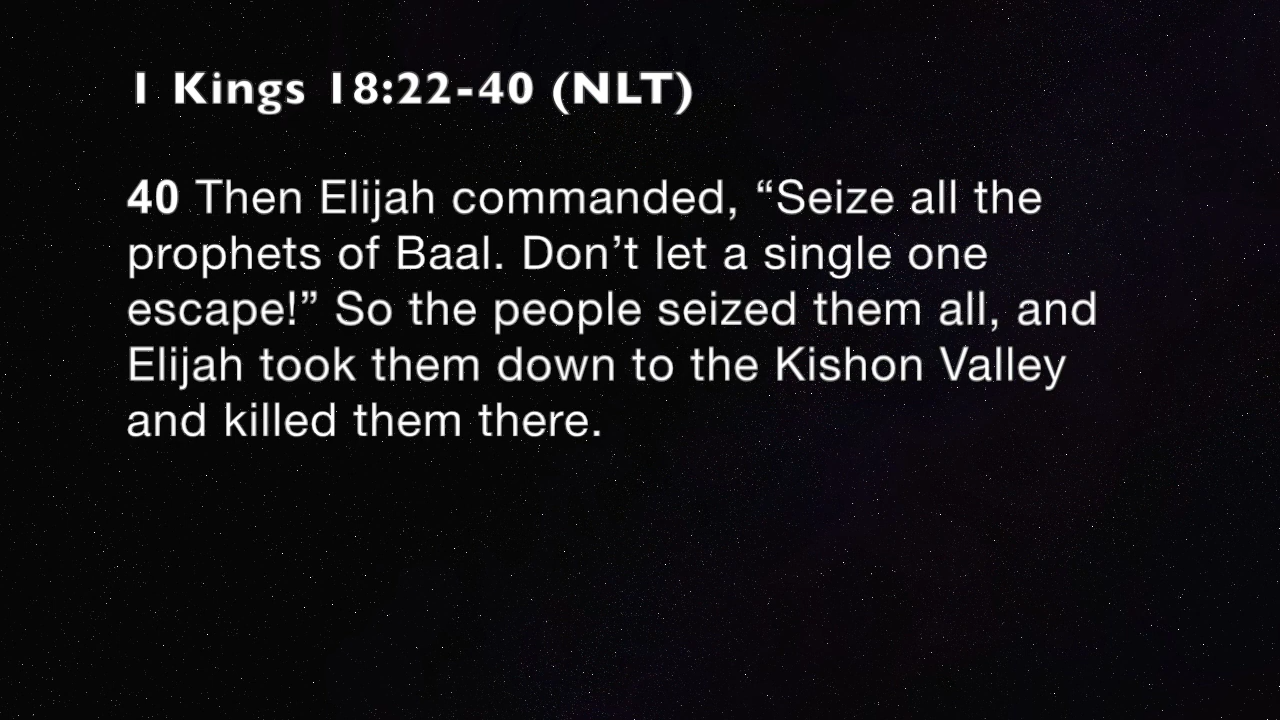 1 Kings 18:22-40 (NLT)
40 Then Elijah commanded, “Seize all the
prophets of Baal. Don’t let a single one
escape!” So the people seized them all, and
Elijah took them down to the Kishon Valley
and killed them there.